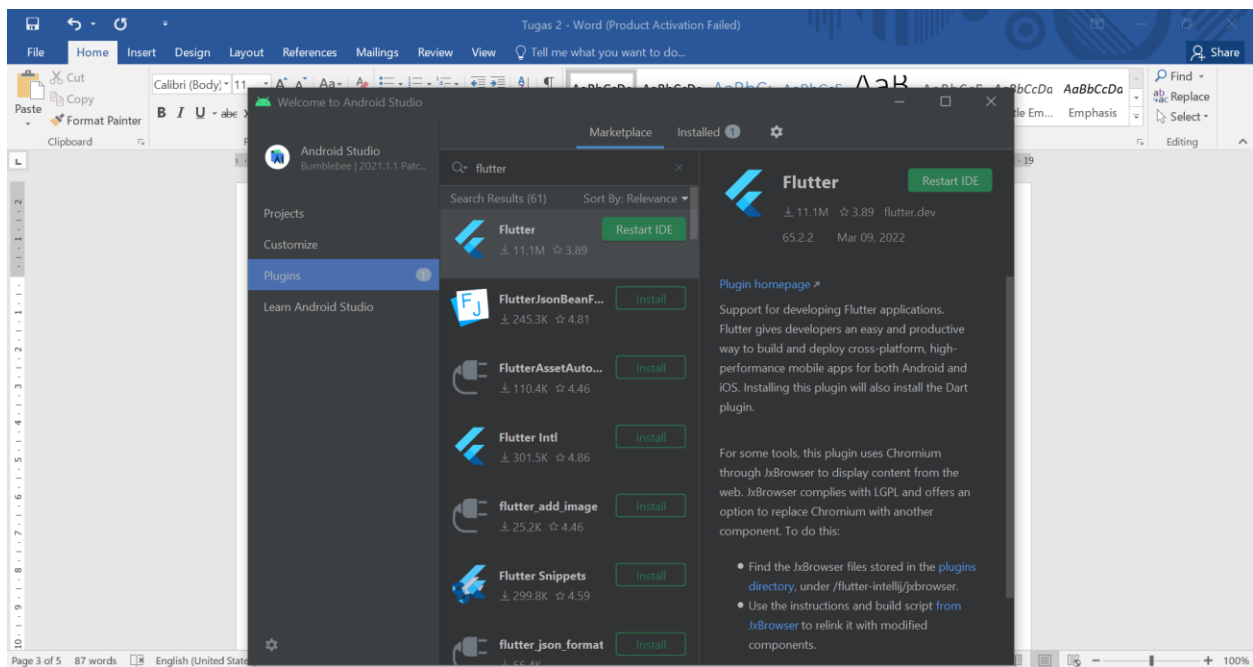 Tugas 2 - Word (Product Activation Failed)
File Home Insert Design Layout References Mailings Review View Tell me what you want to do... Share
Cut
Copy
Format Painter
Paste
Clipboard
Calibri (Body) 11
B I U abc
AaBbCcDa
Emphasis
Find
Replace
Select
Editing
Welcome to Android Studio
Android Studio
Bumblebee | 2021.1.1 Patc...
Projects
Customize
Plugins 1
Learn Android Studio
Marketplace Installed 1
flutter
Search Results (61) Sort By: Relevance
Flutter Restart IDE
11.1M 3.89
FlutterJsonBeanF... Install
245.3K 4.81
FlutterAssetAuto... Install
110.4K 4.46
Flutter Intl Install
301.5K 4.86
flutter_add_image Install
25.2K 4.46
Flutter Snippets Install
299.8K 4.59
flutter_json_format Install
Flutter Restart IDE
11.1M 3.89 flutter.dev
65.2.2 Mar 09, 2022
Plugin homepage
Support for developing Flutter applications.
Flutter gives developers an easy and productive
way to build and deploy cross-platform, high-
performance mobile apps for both Android and
iOS. Installing this plugin will also install the Dart
plugin.
For some tools, this plugin uses Chromium
through JxBrowser to display content from the
web. JxBrowser complies with LGPL and offers an
option to replace Chromium with another
component. To do this:
Find the JxBrowser files stored in the plugins
directory, under /flutter-intellij/jxbrowser.
Use the instructions and build script from
JxBrowser to relink it with modified
components.
Page 3 of 5 87 words English (United State 100%